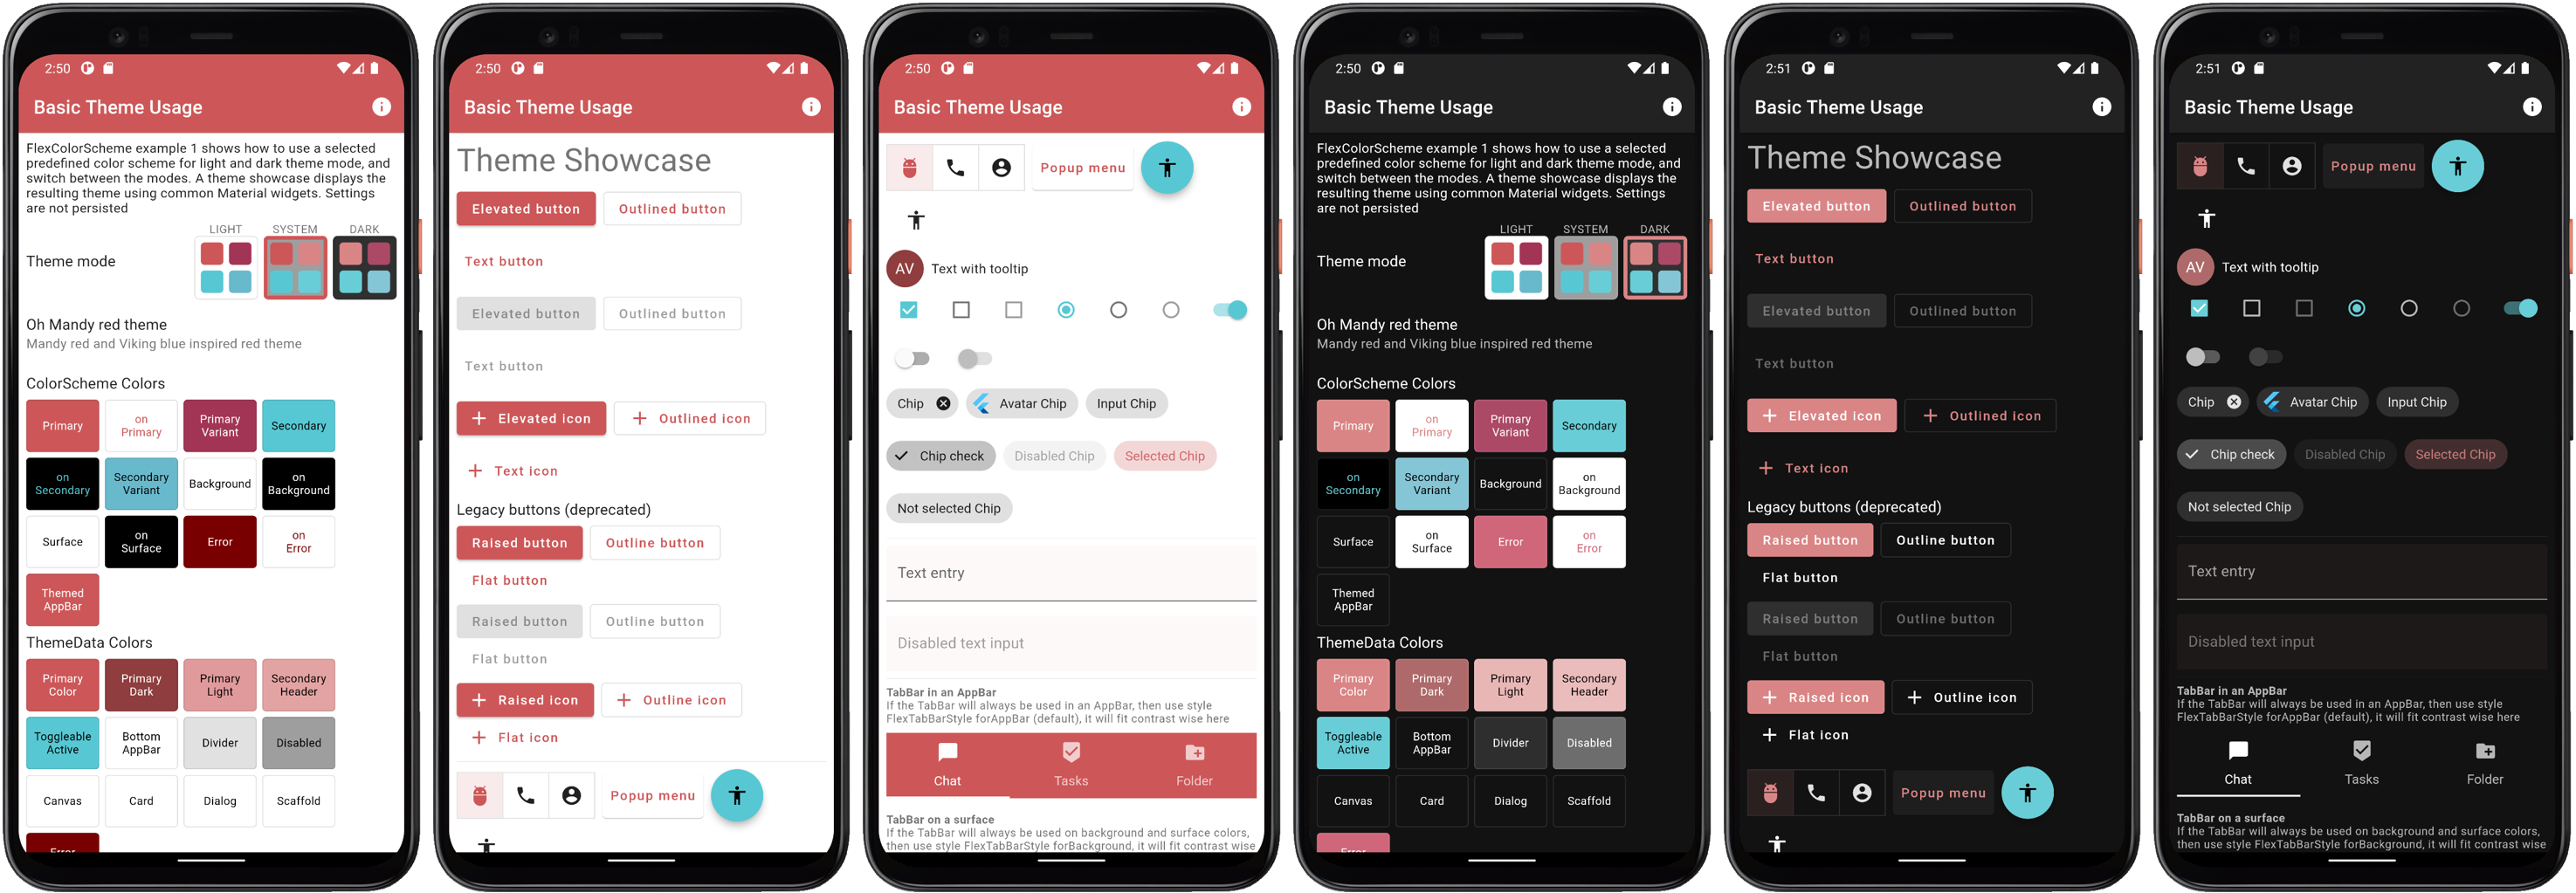 2:50
Basic Theme Usage
FlexColorScheme example 1 shows how to use a selected
predefined color scheme for light and dark theme mode, and
switch between the modes. A theme showcase displays the
resulting theme using common Material widgets. Settings
are not persisted
LIGHT SYSTEM DARK
Theme mode
Oh Mandy red theme
Mandy red and Viking blue inspired red theme
ColorScheme Colors
Primary
on
Primary
Primary
Variant
Secondary
on
Secondary
Secondary
Variant
Background
on
Background
Surface
on
Surface
Error
on
Error
Themed
AppBar
ThemeData Colors
Primary
Color
Primary
Dark
Primary
Light
Secondary
Header
Toggleable
Active
Bottom
AppBar
Divider
Disabled
Canvas
Card
Dialog
Scaffold
Error
2:50
Basic Theme Usage
Theme Showcase
Elevated button Outlined button
Text button
Elevated button Outlined button
Text button
Elevated icon Outlined icon
Text icon
Legacy buttons (deprecated)
Raised button Outline button
Flat button
Raised button Outline button
Flat button
Raised icon Outline icon
Flat icon
Popup menu
2:50
Basic Theme Usage
Popup menu
AV Text with tooltip
Chip Avatar Chip Input Chip
Chip check Disabled Chip Selected Chip
Not selected Chip
Text entry
Disabled text input
TabBar in an AppBar
If the TabBar will always be used in an AppBar, then use style
FlexTabBarStyle forAppBar (default), it will fit contrast wise here
Chat Tasks Folder
TabBar on a surface
If the TabBar will always be used on background and surface colors,
then use style FlexTabBarStyle forBackground, it will fit contrast wise
2:50
Basic Theme Usage
FlexColorScheme example 1 shows how to use a selected
predefined color scheme for light and dark theme mode, and
switch between the modes. A theme showcase displays the
resulting theme using common Material widgets. Settings
are not persisted
LIGHT SYSTEM DARK
Theme mode
Oh Mandy red theme
Mandy red and Viking blue inspired red theme
ColorScheme Colors
Primary
on
Primary
Primary
Variant
Secondary
on
Secondary
Secondary
Variant
Background
on
Background
Surface
on
Surface
Error
on
Error
Themed
AppBar
ThemeData Colors
Primary
Color
Primary
Dark
Primary
Light
Secondary
Header
Toggleable
Active
Bottom
AppBar
Divider
Disabled
Canvas
Card
Dialog
Scaffold
Error
2:51
Basic Theme Usage
Theme Showcase
Elevated button Outlined button
Text button
Elevated button Outlined button
Text button
Elevated icon Outlined icon
Text icon
Legacy buttons (deprecated)
Raised button Outline button
Flat button
Raised button Outline button
Flat button
Raised icon Outline icon
Flat icon
Popup menu
2:51
Basic Theme Usage
Popup menu
AV Text with tooltip
Chip Avatar Chip Input Chip
Chip check Disabled Chip Selected Chip
Not selected Chip
Text entry
Disabled text input
TabBar in an AppBar
If the TabBar will always be used in an AppBar, then use style
FlexTabBarStyle forAppBar (default), it will fit contrast wise here
Chat Tasks Folder
TabBar on a surface
If the TabBar will always be used on background and surface colors,
then use style FlexTabBarStyle forBackground, it will fit contrast wise